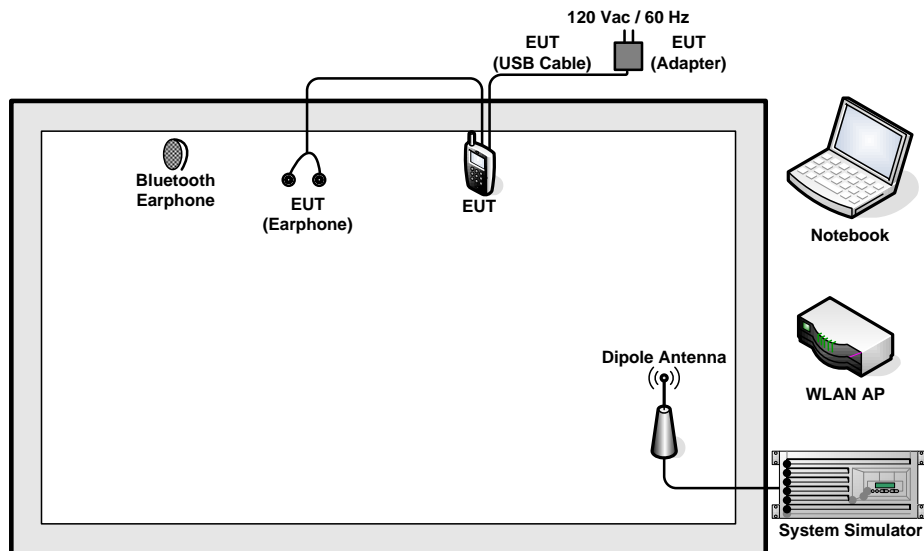 120 Vac / 60 Hz
EUT
(USB Cable)
EUT
(Adapter)
Bluetooth
Earphone
EUT
(Earphone)
EUT
Notebook
Dipole Antenna
WLAN AP
System Simulator